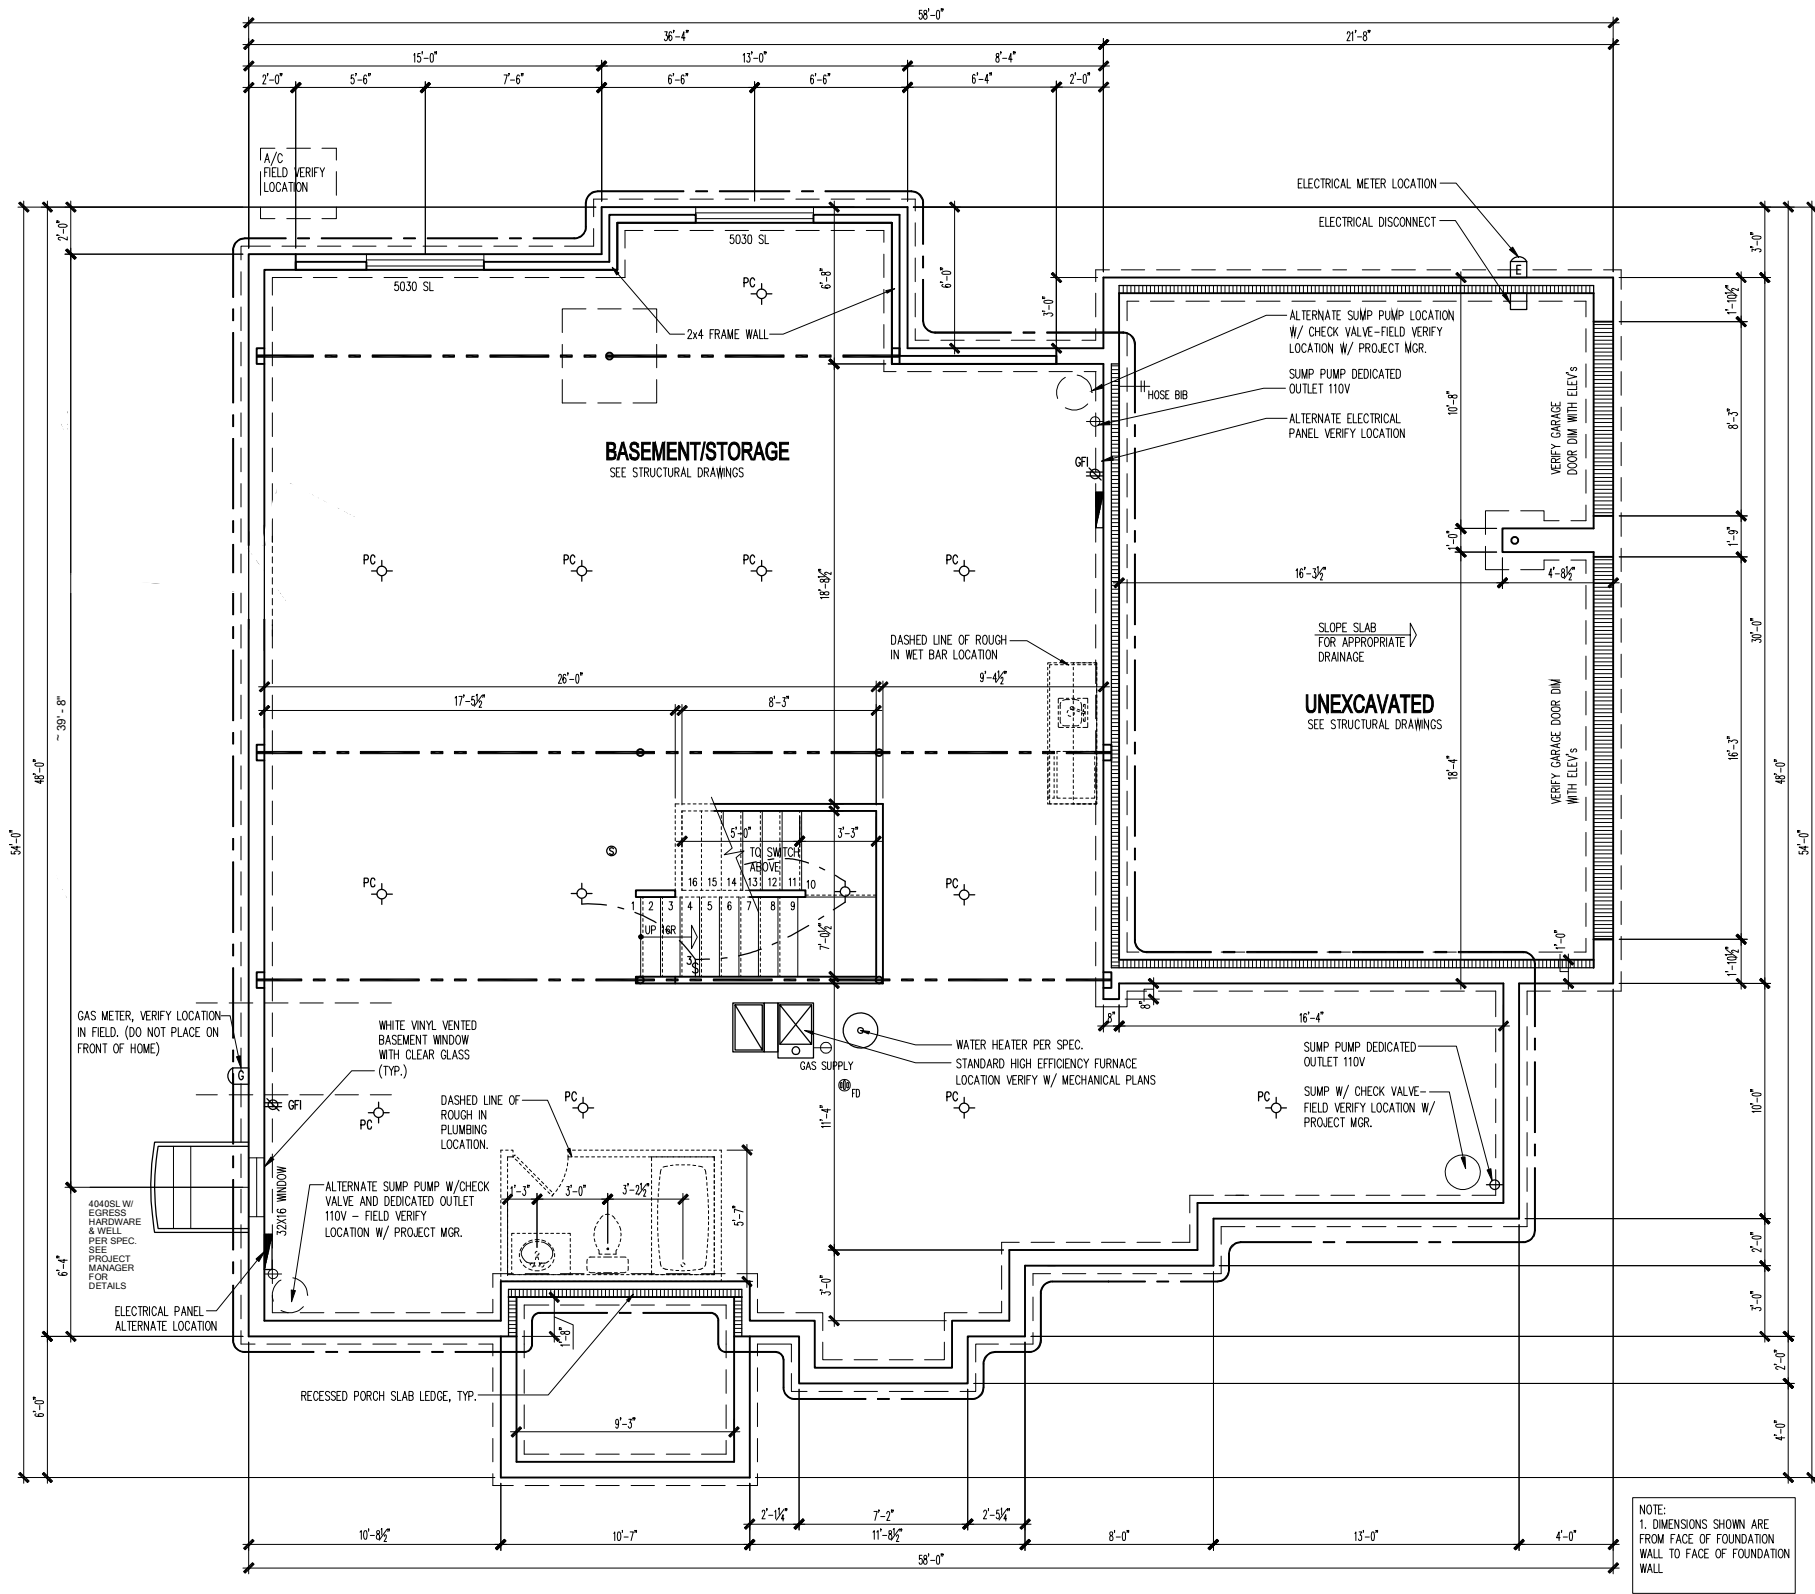 58'-0"
36'-4"
21'-8"
15'-0"
13'-0"
8'-4"
2'-0"
5'-6"
7'-6"
6'-6"
6'-6"
6'-4"
2'-0"
A/C
FIELD VERIFY
LOCATION
ELECTRICAL METER LOCATION
ELECTRICAL DISCONNECT
E
2'-0"
3'-0"
5030 SL
5030 SL
PC
6'-8"
6'-0"
3'-0"
1'-10½"
2x4 FRAME WALL
ALTERNATE SUMP PUMP LOCATION
W/ CHECK VALVE-FIELD VERIFY
LOCATION W/ PROJECT MGR.
SUMP PUMP DEDICATED
OUTLET 110V
HOSE BIB
ALTERNATE ELECTRICAL
PANEL VERIFY LOCATION
10'-8"
VERIFY GARAGE
DOOR DIM WITH ELEV's
8'-3"
BASEMENT/STORAGE
SEE STRUCTURAL DRAWINGS
GFI
PC
PC
PC
PC
18'-8½"
1'-0"
1'-9"
16'-3½"
4'-8½"
DASHED LINE OF ROUGH
IN WET BAR LOCATION
SLOPE SLAB
FOR APPROPRIATE
DRAINAGE
30'-0"
26'-0"
9'-4½"
17'-5½"
8'-3"
UNEXCAVATED
SEE STRUCTURAL DRAWINGS
VERIFY GARAGE DOOR DIM
WITH ELEV's
16'-3"
18'-4"
~ 39' - 8"
48'-0"
54'-0"
48'-0"
54'-0"
5'-0"
3'-3"
TO SWITCH
ABOVE
S
PC
PC
16 15 14 13 12 11 10
1 2 3 4 5 6 7 8 9
UP 16R
3
S
7'-0½"
1'-0"
1'-10½"
8"
8"
16'-4"
GAS METER, VERIFY LOCATION
IN FIELD. (DO NOT PLACE ON
FRONT OF HOME)
G
WHITE VINYL VENTED
BASEMENT WINDOW
WITH CLEAR GLASS
(TYP.)
GAS SUPPLY
WATER HEATER PER SPEC.
STANDARD HIGH EFFICIENCY FURNACE
LOCATION VERIFY W/ MECHANICAL PLANS
FD
SUMP PUMP DEDICATED
OUTLET 110V
SUMP W/ CHECK VALVE-
FIELD VERIFY LOCATION W/
PROJECT MGR.
GFI
PC
PC
PC
PC
11'-4"
10'-0"
DASHED LINE OF
ROUGH IN
PLUMBING
LOCATION.
1'-3"
3'-0"
3'-2½"
5'-7"
32X16 WINDOW
ALTERNATE SUMP PUMP W/CHECK
VALVE AND DEDICATED OUTLET
110V - FIELD VERIFY
LOCATION W/ PROJECT MGR.
4040SL W/
EGRESS
HARDWARE
& WELL
PER SPEC.
SEE
PROJECT
MANAGER
FOR
DETAILS
6'-4"
2'-0"
3'-0"
3'-0"
ELECTRICAL PANEL
ALTERNATE LOCATION
1'-8"
2'-0"
RECESSED PORCH SLAB LEDGE, TYP.
6'-0"
9'-3"
4'-0"
2'-1¼"
7'-2"
2'-5¼"
10'-8½"
10'-7"
11'-8½"
8'-0"
13'-0"
4'-0"
58'-0"
NOTE:
1. DIMENSIONS SHOWN ARE
FROM FACE OF FOUNDATION
WALL TO FACE OF FOUNDATION
WALL